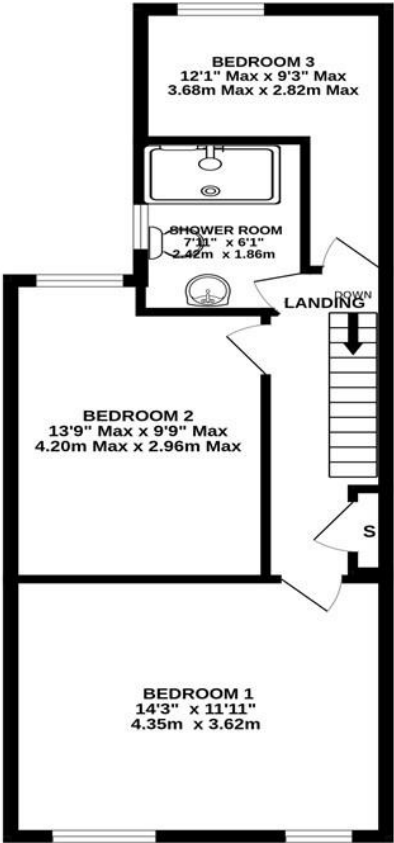 BEDROOM 3
12'1" Max x 9'3" Max
3.68m Max x 2.82m Max
SHOWER ROOM
7'11" x 6'1"
2.42m x 1.86m
DOWN
LANDING
BEDROOM 2
13'9" Max x 9'9" Max
4.20m Max x 2.96m Max
S
BEDROOM 1
14'3" x 11'11"
4.35m x 3.62m